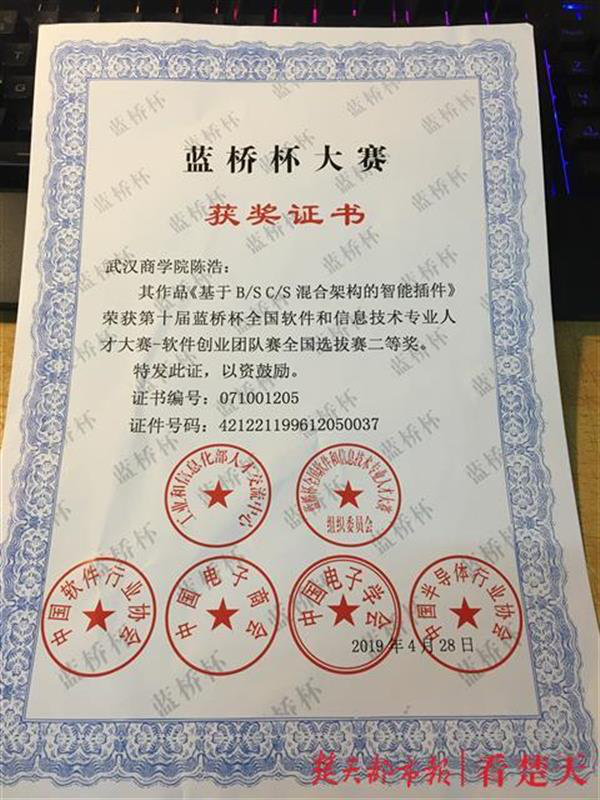 蓝桥杯大赛
获奖证书
武汉商学院陈浩:
其作品《基于 B/S C/S 混合架构的智能插件》
荣获第十届蓝桥杯全国软件和信息技术专业人
才大赛-软件创业团队赛全国选拔赛二等奖。
特发此证，以资鼓励。
证书编号: 071001205
证件号码: 421221199612050037
工业和信息化部人才交流中心
蓝桥杯全国软件和信息技术专业人才大赛
组织委员会
中国软件行业协会
中国电子商会
中国电子学会
中国半导体行业协会
2019 年 4 月 28 日
楚天都市报|看楚天